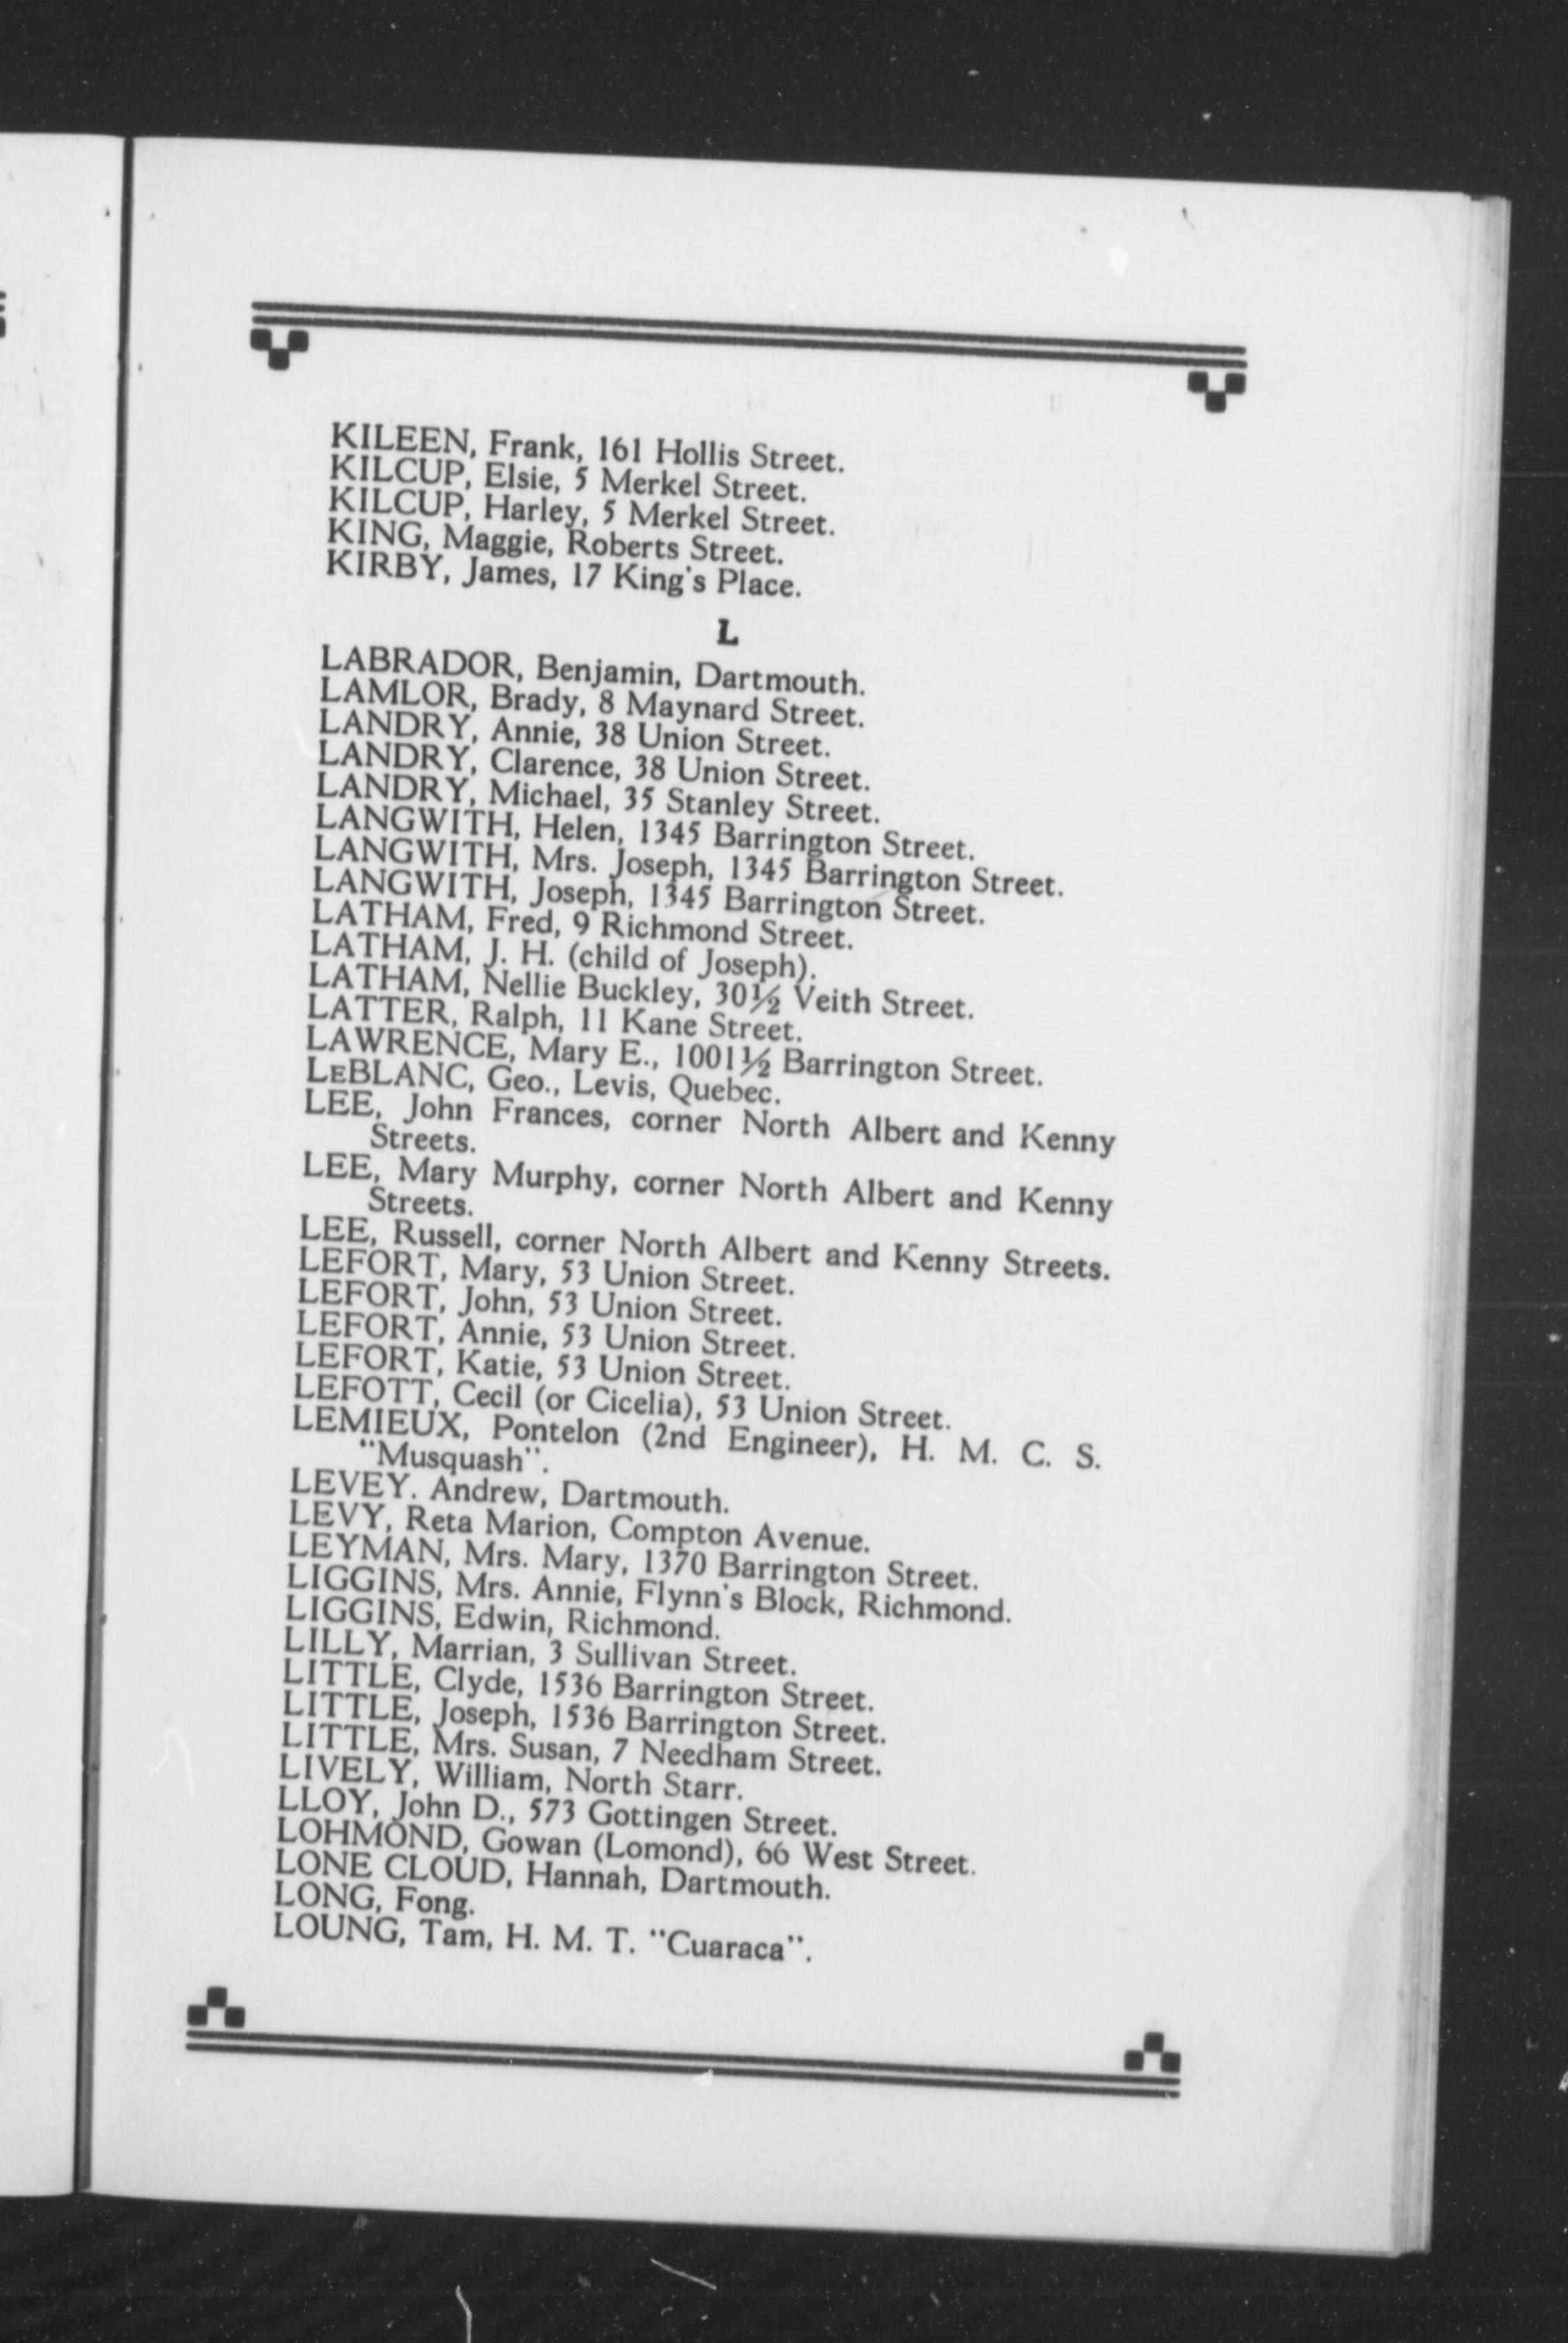 KILEEN, Frank, 161 Hollis Street.
KILCUP, Elsie, 5 Merkel Street.
KILCUP, Harley, 5 Merkel Street.
KING, Maggie, Roberts Street.
KIRBY, James, 17 King's Place.
L
LABRADOR, Benjamin, Dartmouth.
LAMLOR, Brady, 8 Maynard Street.
LANDRY, Annie, 38 Union Street.
LANDRY, Clarence, 38 Union Street.
LANDRY, Michael, 35 Stanley Street.
LANGWITH, Helen, 1345 Barrington Street.
LANGWITH, Mrs. Joseph, 1345 Barrington Street.
LANGWITH, Joseph, 1345 Barrington Street.
LATHAM, Fred, 9 Richmond Street.
LATHAM, J. H. (child of Joseph).
LATHAM, Nellie Buckley, 30½ Veith Street.
LATTER, Ralph, 11 Kane Street.
LAWRENCE, Mary E., 1001½ Barrington Street.
LEBLANC, Geo., Levis, Quebec.
LEE, John Frances, corner North Albert and Kenny
Streets.
LEE, Mary Murphy, corner North Albert and Kenny
Streets.
LEE, Russell, corner North Albert and Kenny Streets.
LEFORT, Mary, 53 Union Street.
LEFORT, John, 53 Union Street.
LEFORT, Annie, 53 Union Street.
LEFORT, Katie, 53 Union Street.
LEFOTT, Cecil (or Cicelia), 53 Union Street.
LEMIEUX, Pontelon (2nd Engineer), H. M. C. S.
"Musquash".
LEVEY. Andrew, Dartmouth.
LEVY, Reta Marion, Compton Avenue.
LEYMAN, Mrs. Mary, 1370 Barrington Street.
LIGGINS, Mrs. Annie, Flynn's Block, Richmond.
LIGGINS, Edwin, Richmond.
LILLY, Marrian, 3 Sullivan Street.
LITTLE, Clyde, 1536 Barrington Street.
LITTLE, Joseph, 1536 Barrington Street.
LITTLE, Mrs. Susan, 7 Needham Street.
LIVELY, William, North Starr.
LLOY, John D., 573 Gottingen Street.
LOHMOND, Gowan (Lomond), 66 West Street.
LONE CLOUD, Hannah, Dartmouth.
LONG, Fong.
LOUNG, Tam, H. M. T. "Cuaraca".